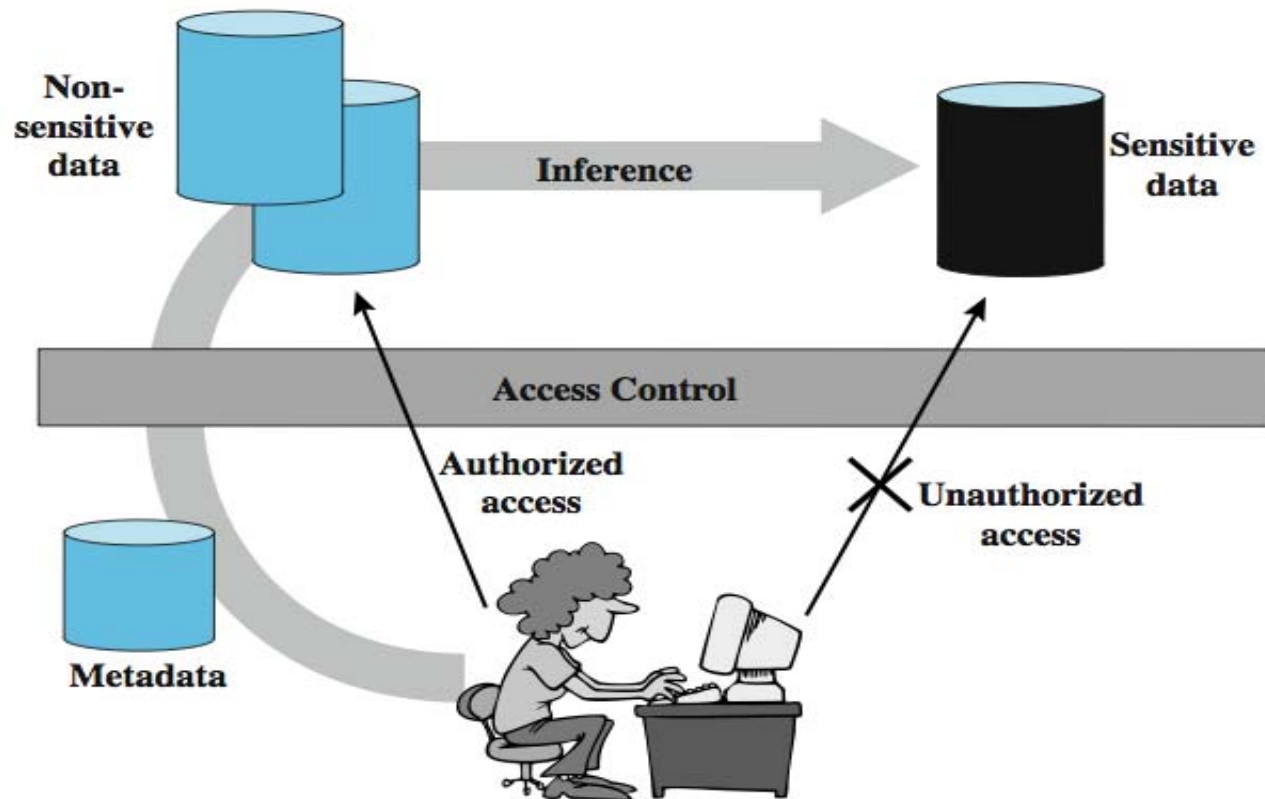 Non-
sensitive
data
Inference
Sensitive
data
Access Control
Authorized
access
Unauthorized
access
Metadata